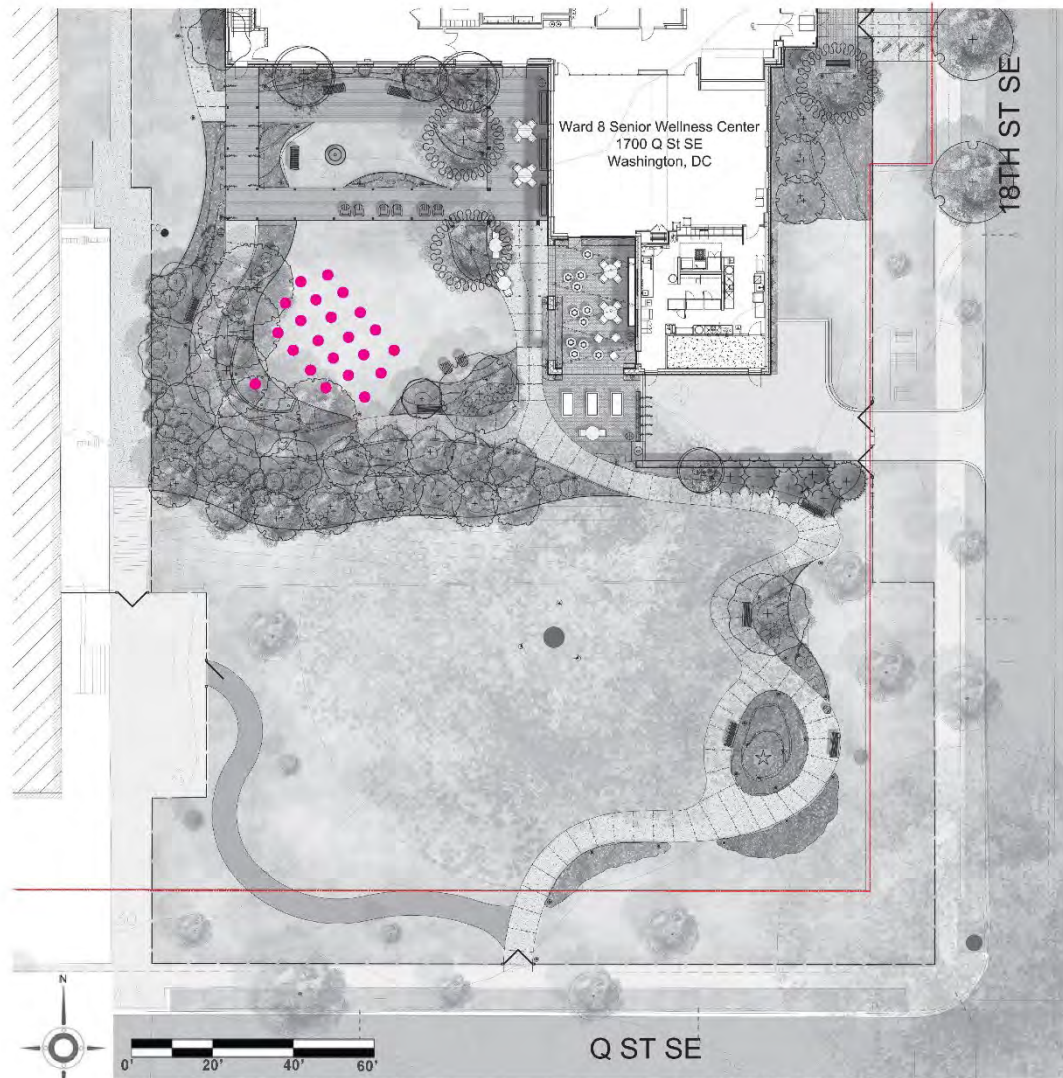 Ward 8 Senior Wellness Center
1700 Q St SE
Washington, DC
18TH ST SE
N
0' 20' 40' 60'
Q ST SE